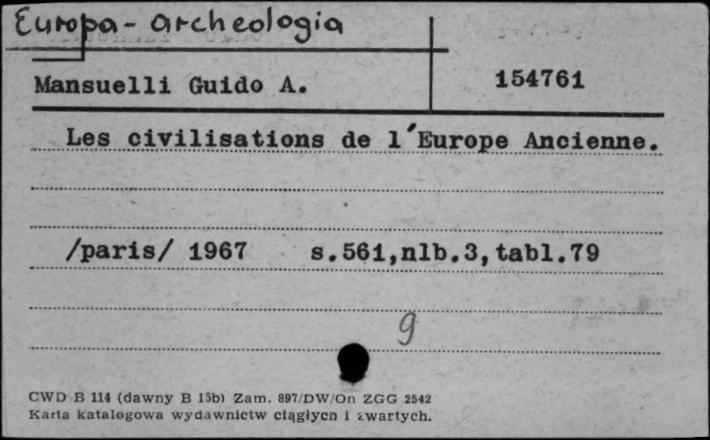 Europa - archeologia
Mansuelli Guido A.
154761
Les civilisations de l'Europe Ancienne.
/paris/ 1967 s.561,nlb.3,tabl.79
9
CWD B 114 (dawny B 15b) Zam. 897/DW/On ZGG 2542
Karta katalogowa wydawnictw ciągłych i zwartych.